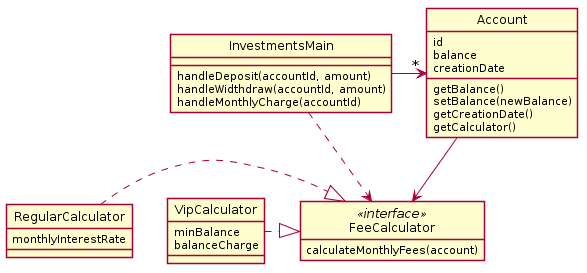 Account
id
balance
creationDate
getBalance()
setBalance(newBalance)
getCreationDate()
getCalculator()
InvestmentsMain
handleDeposit(accountId, amount)
handleWidthdraw(accountId, amount)
handleMonthlyCharge(accountId)
*
RegularCalculator
monthlyInterestRate
VipCalculator
minBalance
balanceCharge
«interface»
FeeCalculator
calculateMonthlyFees(account)